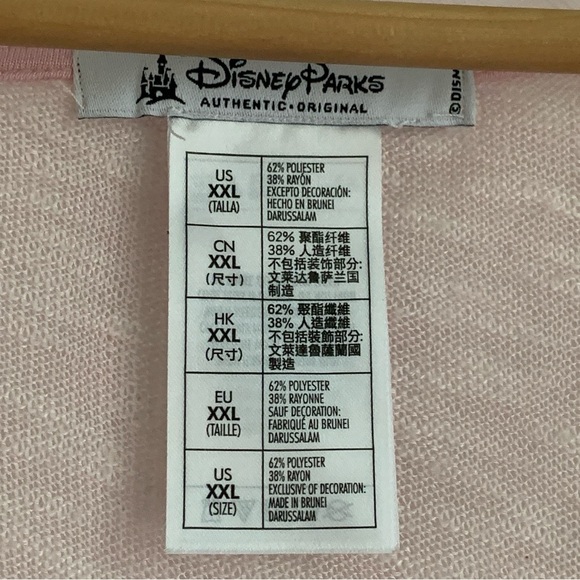 Disney Parks
AUTHENTIC•ORIGINAL
©DISN
US
XXL
(TALLA)
62% POLIESTER
38% RAYÓN
EXCEPTO DECORACIÓN:
HECHO EN BRUNEI
DARUSSALAM
CN
XXL
(尺寸)
62% 聚酯纤维
38% 人造纤维
不包括装饰部分:
文莱达鲁萨兰国
制造
HK
XXL
(尺寸)
62% 聚酯纖維
38% 人造纖維
不包括裝飾部分:
文萊達魯薩蘭國
製造
EU
XXL
(TAILLE)
62% POLYESTER
38% RAYONNE
SAUF DECORATION:
FABRIQUÉ AU BRUNEI
DARUSSALAM
US
XXL
(SIZE)
62% POLYESTER
38% RAYON
EXCLUSIVE OF DECORATION:
MADE IN BRUNEI
DARUSSALAM